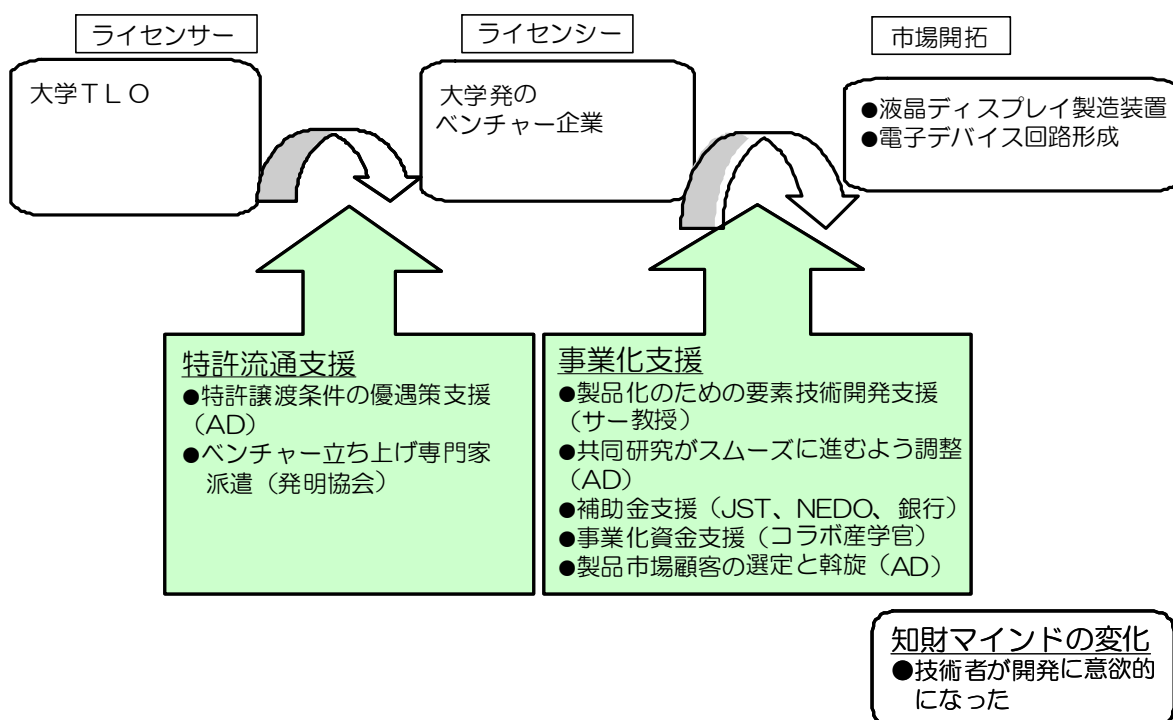 ライセンサー
ライセンシー
市場開拓
大学ＴＬＯ
大学発の
ベンチャー企業
●液晶ディスプレイ製造装置
●電子デバイス回路形成
特許流通支援
●特許譲渡条件の優遇策支援
（AD）
●ベンチャー立ち上げ専門家
派遣（発明協会）
事業化支援
●製品化のための要素技術開発支援
（サー教授）
●共同研究がスムーズに進むよう調整
（AD）
●補助金支援（JST、NEDO、銀行）
●事業化資金支援（コラボ産学官）
●製品市場顧客の選定と斡旋（AD）
知財マインドの変化
●技術者が開発に意欲的
になった